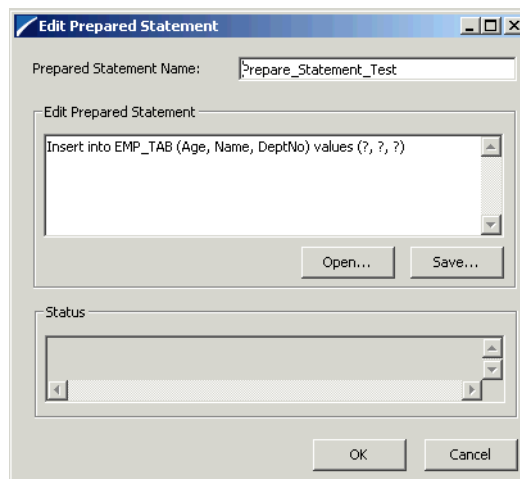 Edit Prepared Statement
Prepared Statement Name: Prepare_Statement_Test
Edit Prepared Statement
Insert into EMP_TAB (Age, Name, DeptNo) values (?, ?, ?)
Open... Save...
Status
OK Cancel